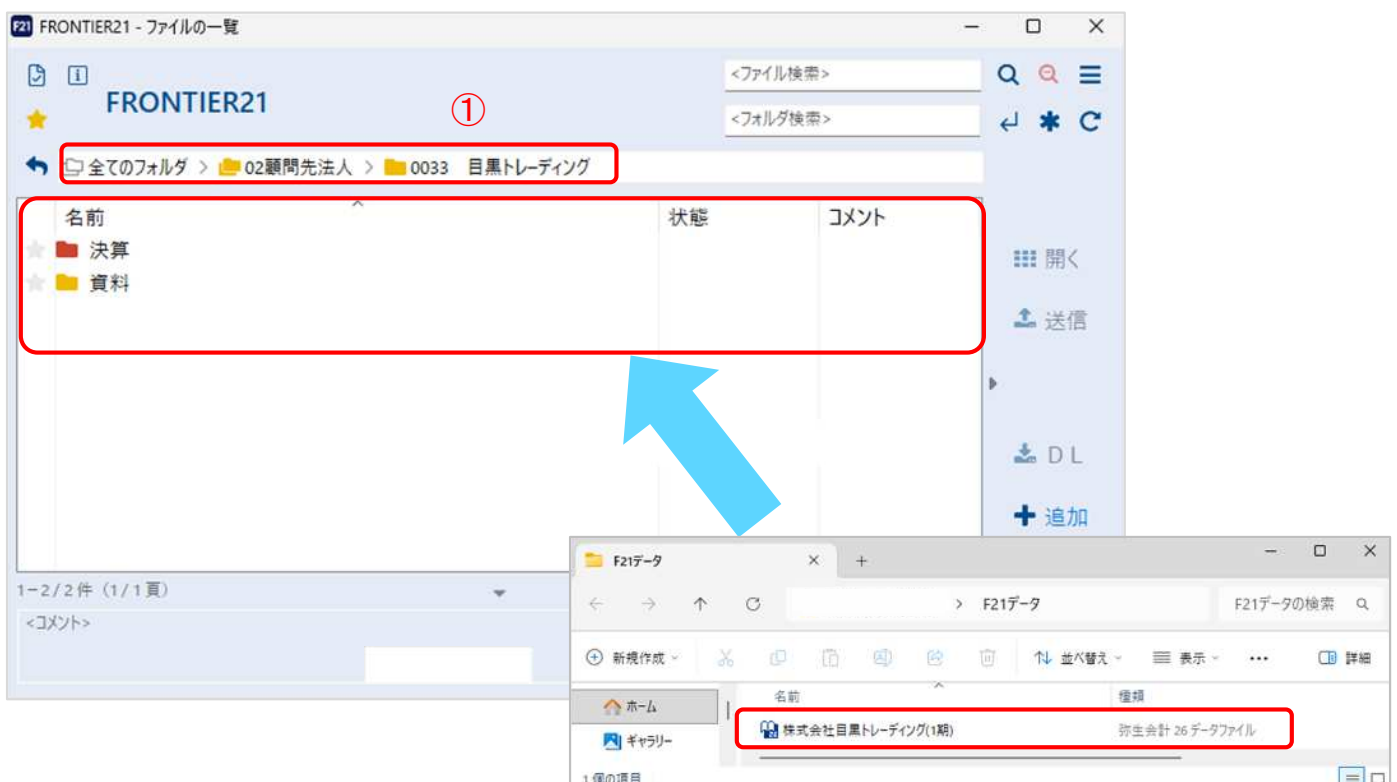 F21 FRONTIER21 - ファイルの一覧
<ファイル検索>
FRONTIER21
①
<フォルダ検索>
全てのフォルダ > 02顧問先法人 > 0033 目黒トレーディング
名前 状態 コメント
決算
資料
開く
送信
DL
追加
1-2/2件 (1/1頁)
<コメント>
F21データ
> F21データ
F21データの検索
新規作成 並べ替え 表示 ... 詳細
ホーム
ギャラリー
名前 種類
株式会社目黒トレーディング(1期) 弥生会計 26 データファイル
1 個の項目